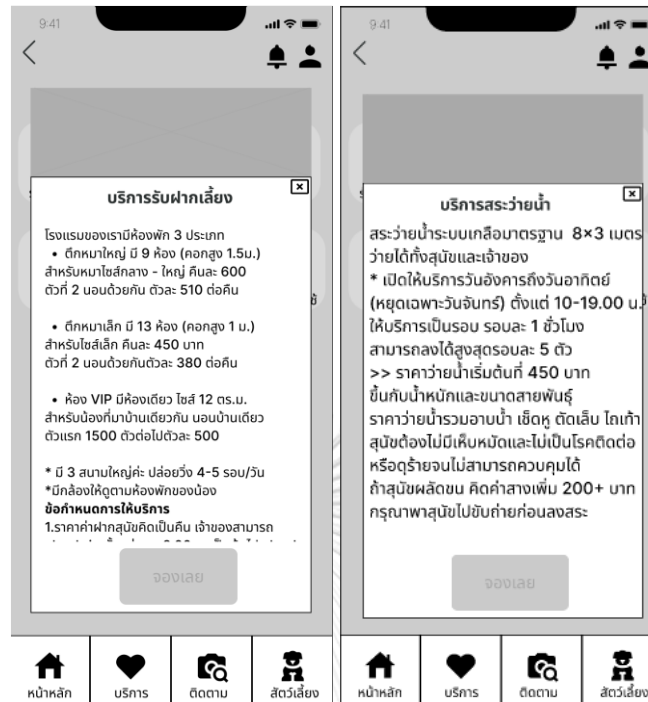 9:41
บริการรับฝากเลี้ยง
โรงแรมของเรามีห้องพัก 3 ประเภท
• ตึกหมาใหญ่ มี 9 ห้อง (คอกสูง 1.5ม.)
สำหรับหมาไซส์กลาง - ใหญ่ คืนละ 600
ตัวที่ 2 นอนด้วยกัน ตัวละ 510 ต่อคืน
• ตึกหมาเล็ก มี 13 ห้อง (คอกสูง 1 ม.)
สำหรับไซส์เล็ก คืนละ 450 บาท
ตัวที่ 2 นอนด้วยกันตัวละ 380 ต่อคืน
• ห้อง VIP มีห้องเดียว ไซส์ 12 ตร.ม.
สำหรับน้องที่มาบ้านเดียวกัน นอนบ้านเดียว
ตัวแรก 1500 ตัวต่อไปตัวละ 500
* มี 3 สนามใหญ่ค่ะ ปล่อยวิ่ง 4-5 รอบ/วัน
*มีกล้องให้ดูตามห้องพักของน้อง
ข้อกำหนดการให้บริการ
1.ราคาค่าฝากสุนัขคิดเป็นคืน เจ้าของสามารถ
จองเลย
หน้าหลัก
บริการ
ติดตาม
สัตว์เลี้ยง
9:41
บริการสระว่ายน้ำ
สระว่ายน้ำระบบเกลือมาตรฐาน 8×3 เมตร
ว่ายได้ทั้งสุนัขและเจ้าของ
* เปิดให้บริการวันอังคารถึงวันอาทิตย์
(หยุดเฉพาะวันจันทร์) ตั้งแต่ 10-19.00 น.
ให้บริการเป็นรอบ รอบละ 1 ชั่วโมง
สามารถลงได้สูงสุดรอบละ 5 ตัว
>> ราคาว่ายน้ำเริ่มต้นที่ 450 บาท
ขึ้นกับน้ำหนักและขนาดสายพันธุ์
ราคาว่ายน้ำรวมอาบน้ำ เช็ดหู ตัดเล็บ ไถเท้า
สุนัขต้องไม่มีเห็บหมัดและไม่เป็นโรคติดต่อ
หรือดุร้ายจนไม่สามารถควบคุมได้
ถ้าสุนัขผลัดขน คิดค่าสางเพิ่ม 200+ บาท
กรุณาพาสุนัขไปขับถ่ายก่อนลงสระ
จองเลย
หน้าหลัก
บริการ
ติดตาม
สัตว์เลี้ยง